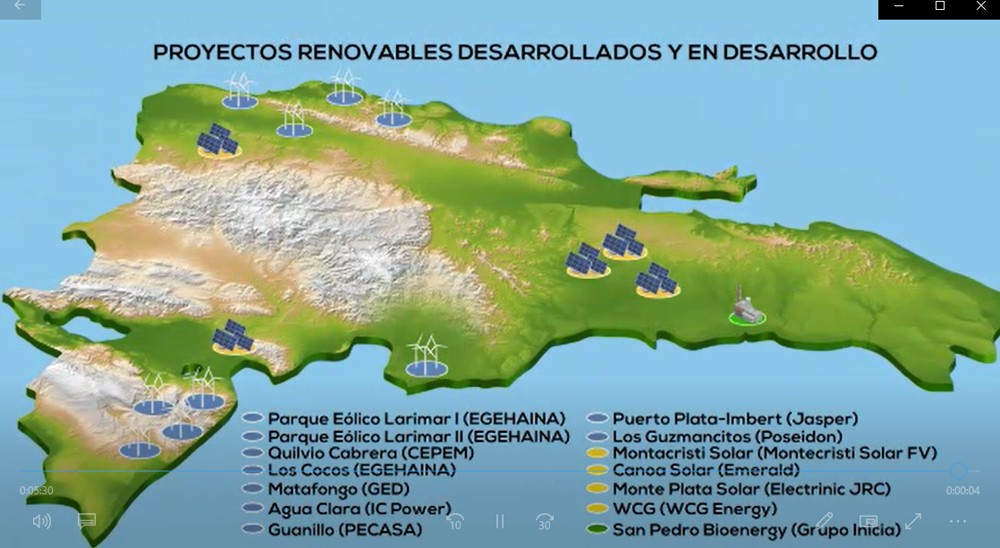 PROYECTOS RENOVABLES DESARROLLADOS Y EN DESARROLLO
Parque Eólico Larimar I (EGEHAINA)
Parque Eólico Larimar II (EGEHAINA)
Quilvio Cabrera (CEPEM)
Los Cocos (EGEHAINA)
Matafongo (GED)
Agua Clara (IC Power)
Guanillo (PECASA)
Puerto Plata-Imbert (Jasper)
Los Guzmancitos (Poseidon)
Montacristi Solar (Montecristi Solar FV)
Canoa Solar (Emerald)
Monte Plata Solar (Electrinic JRC)
WCG (WCG Energy)
San Pedro Bioenergy (Grupo Inicia)
0:05:30
0:00:04
10
30